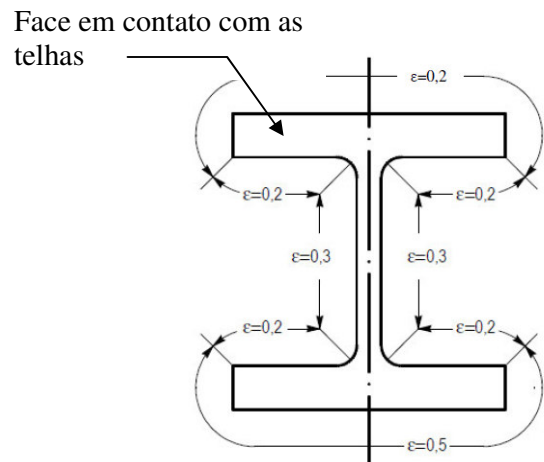 Face em contato com as
telhas
ε=0,2
ε=0,2
ε=0,2
ε=0,3
ε=0,3
ε=0,2
ε=0,2
ε=0,5